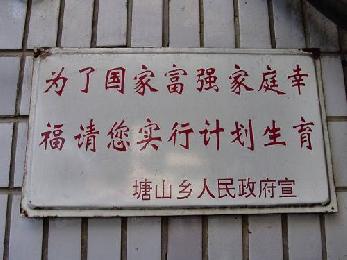 为了国家富强家庭幸
福请您实行计划生育
塘山乡人民政府宣